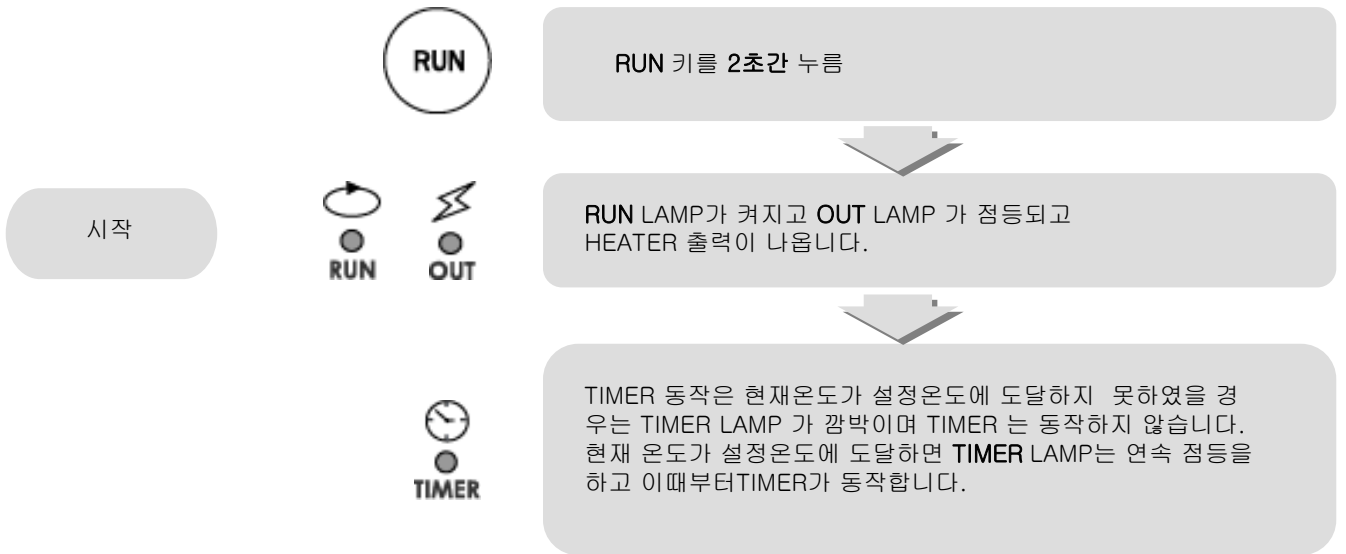 RUN
RUN 키를 2초간 누름
시작
RUN
OUT
RUN LAMP가 켜지고 OUT LAMP 가 점등되고
HEATER 출력이 나옵니다.
TIMER
TIMER 동작은 현재온도가 설정온도에 도달하지 못하였을 경
우는 TIMER LAMP 가 깜박이며 TIMER 는 동작하지 않습니다.
현재 온도가 설정온도에 도달하면 TIMER LAMP는 연속 점등을
하고 이때부터TIMER가 동작합니다.